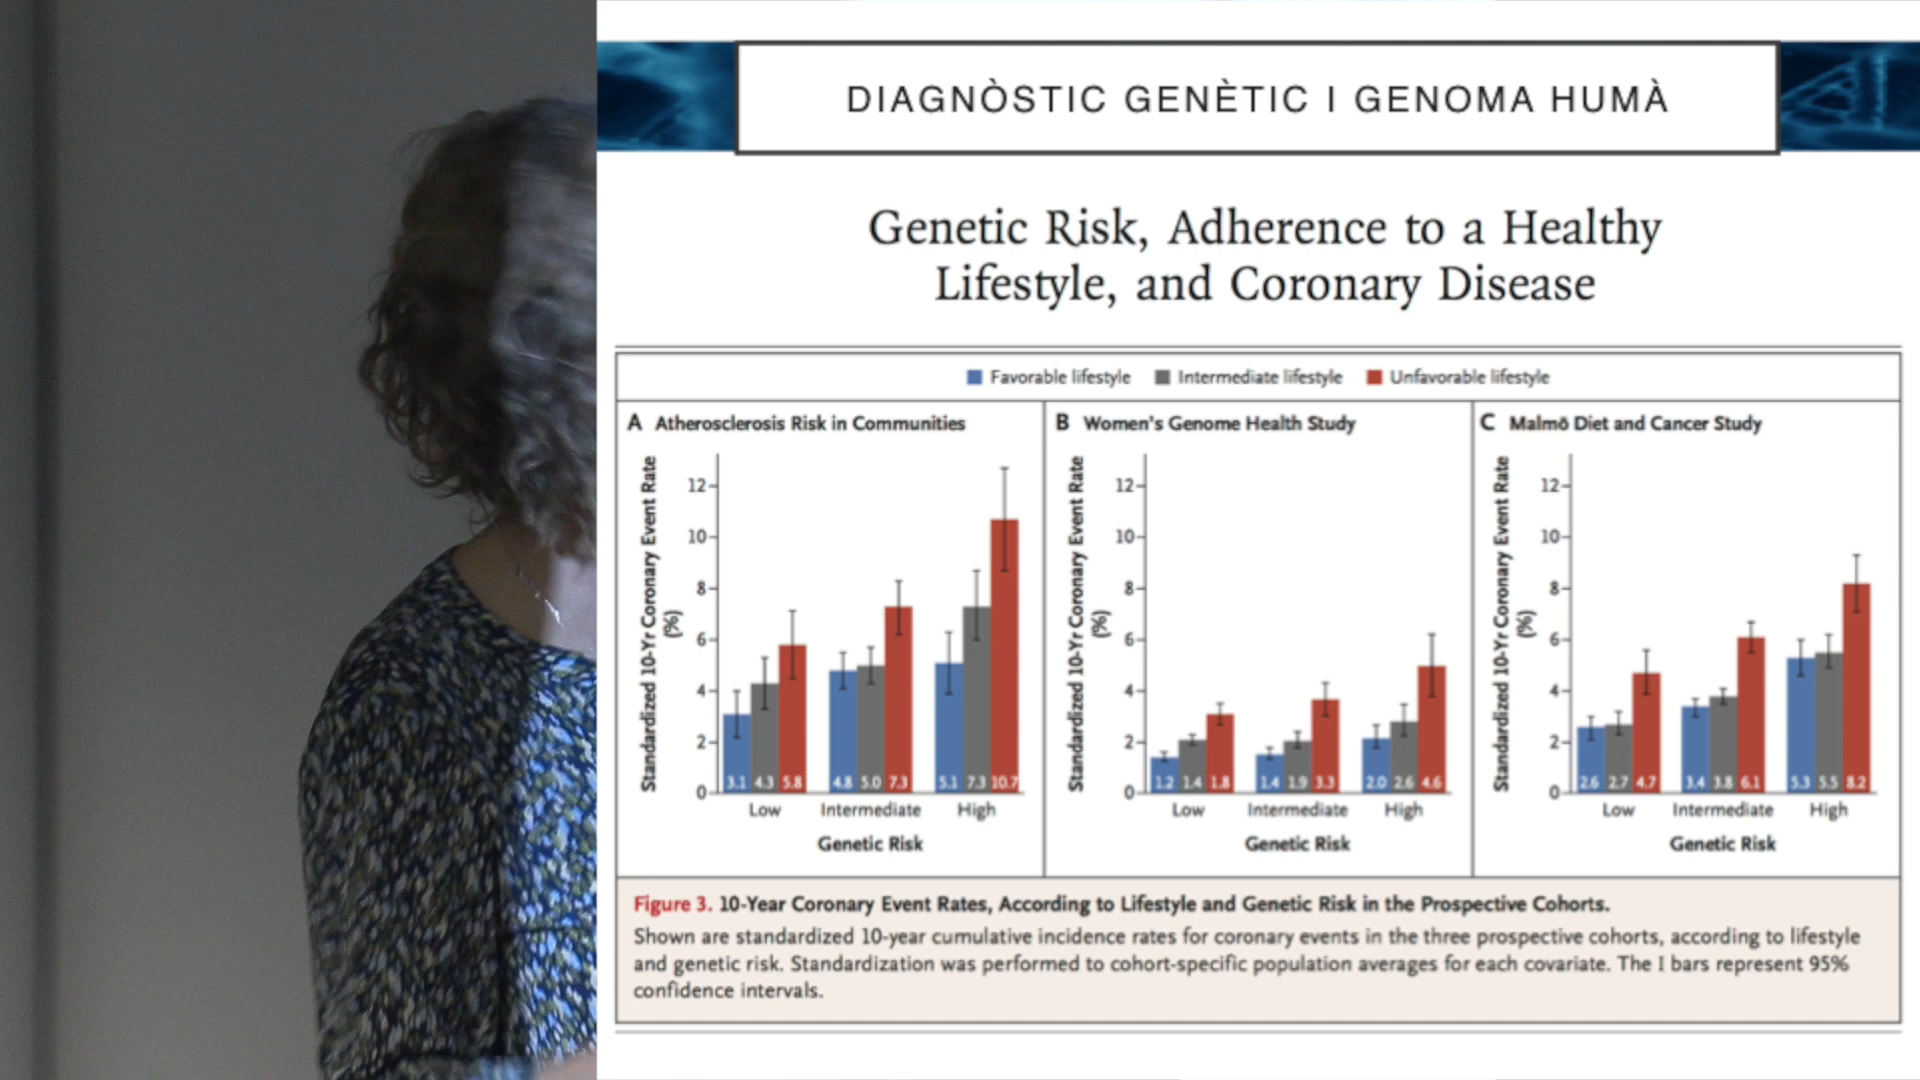 DIAGNÒSTIC GENÈTIC I GENOMA HUMÀ
Genetic Risk, Adherence to a Healthy
Lifestyle, and Coronary Disease
Favorable lifestyle Intermediate lifestyle Unfavorable lifestyle
A Atherosclerosis Risk in Communities
Standardized 10-Yr Coronary Event Rate
(%)
12
10
8
6
4
2
0
3.1 4.3 5.8 4.8 5.0 7.3 5.1 7.3 10.7
Low Intermediate High
Genetic Risk
B Women's Genome Health Study
Standardized 10-Yr Coronary Event Rate
(%)
12
10
8
6
4
2
0
1.2 1.4 1.8 1.4 1.9 3.3 2.0 2.6 4.6
Low Intermediate High
Genetic Risk
C Malmö Diet and Cancer Study
Standardized 10-Yr Coronary Event Rate
(%)
12
10
8
6
4
2
0
2.6 2.7 4.7 3.4 3.8 6.1 5.3 5.5 8.2
Low Intermediate High
Genetic Risk
Figure 3. 10-Year Coronary Event Rates, According to Lifestyle and Genetic Risk in the Prospective Cohorts.
Shown are standardized 10-year cumulative incidence rates for coronary events in the three prospective cohorts, according to lifestyle
and genetic risk. Standardization was performed to cohort-specific population averages for each covariate. The I bars represent 95%
confidence intervals.